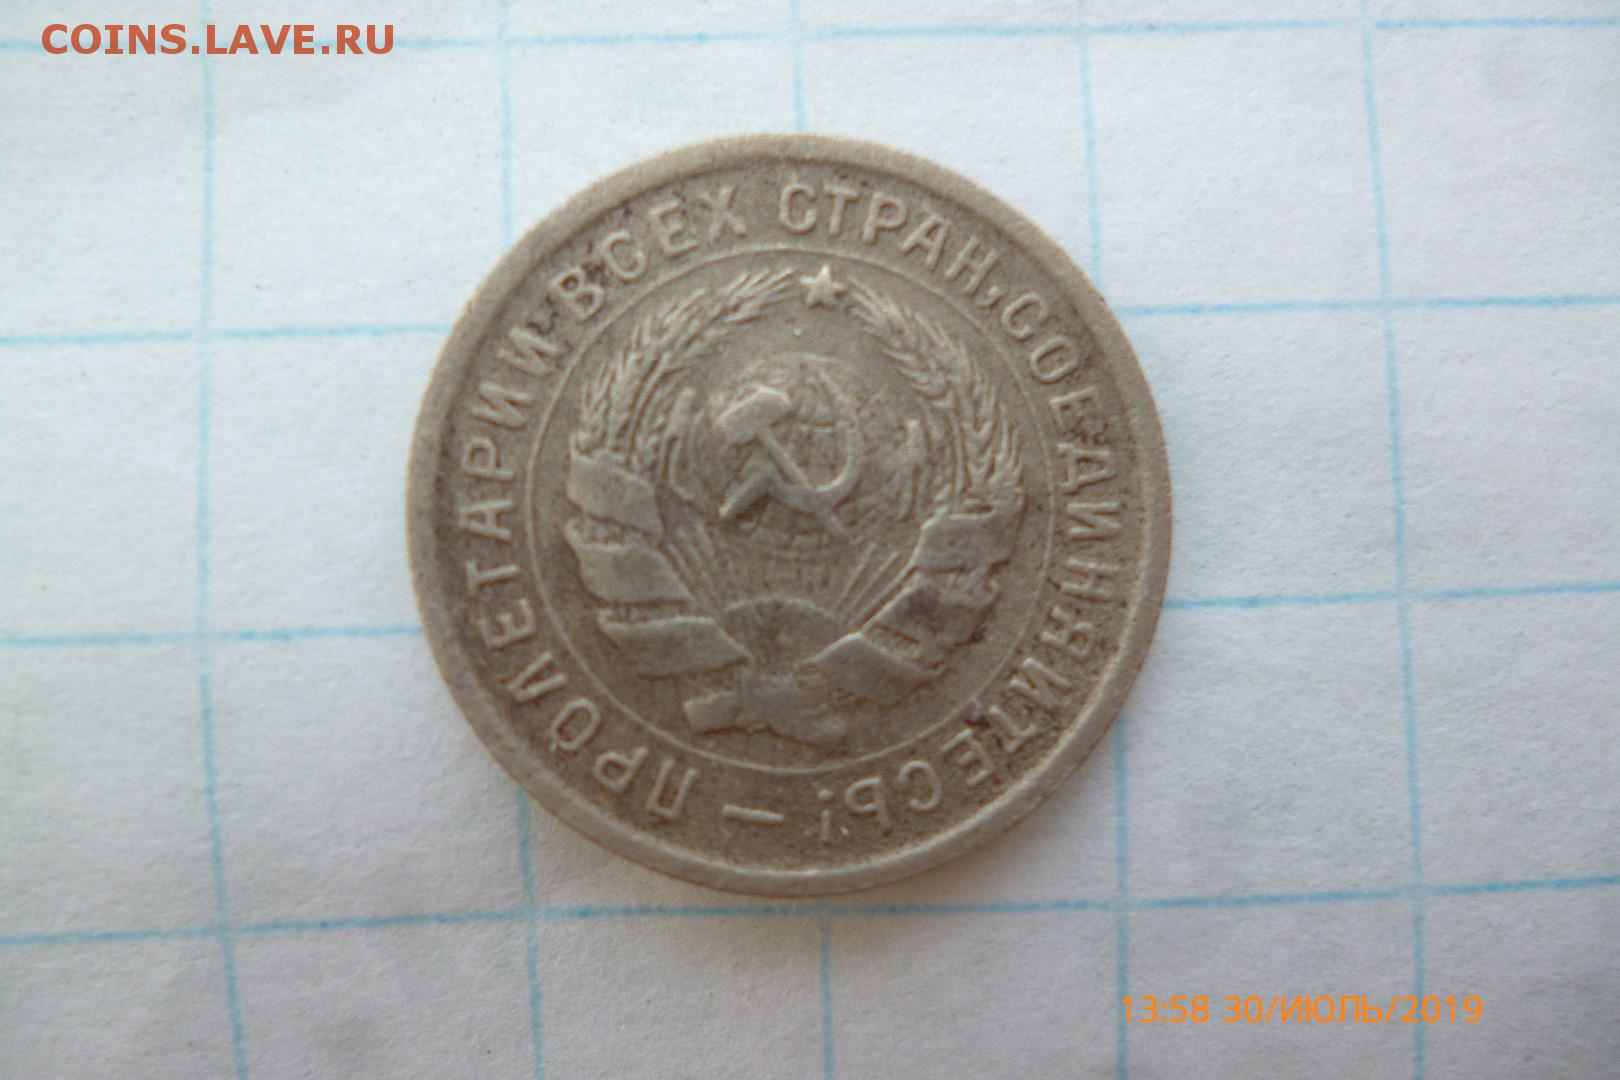 COINS.LAVE.RU
ПРОЛЕТАРИИ ВСЕХ СТРАН, СОЕДИНЯЙТЕСЬ! —
13:58 30/ИЮЛЬ/2019